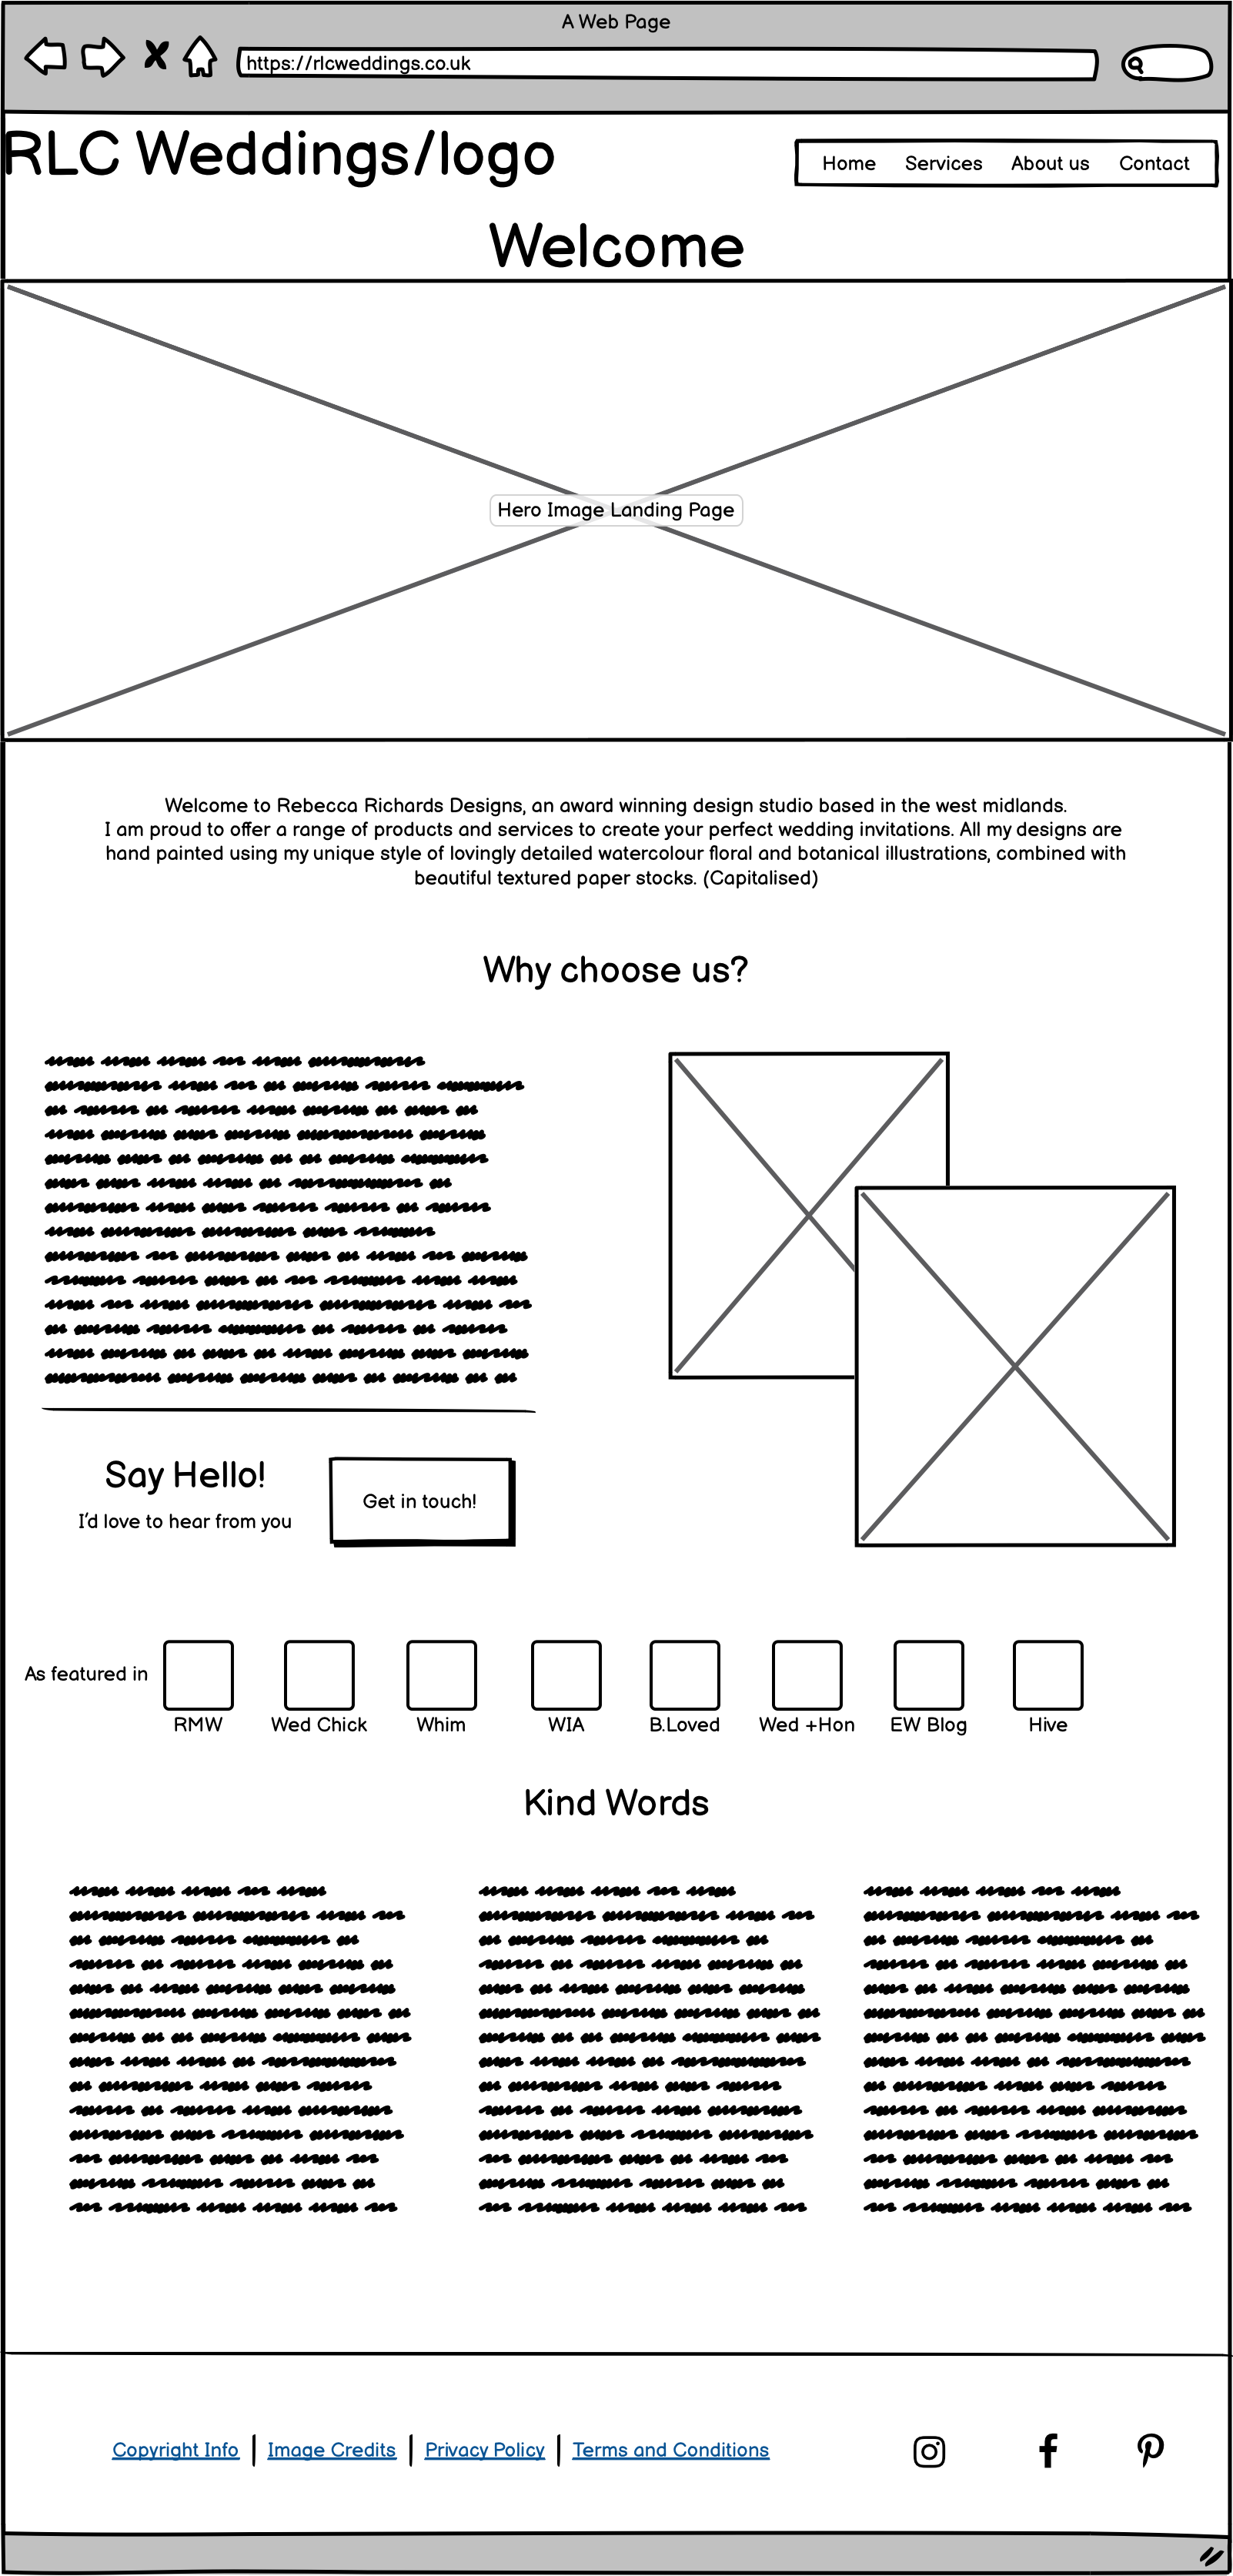 A Web Page
https://rlcweddings.co.uk
RLC Weddings/logo
Home Services About us Contact
Welcome
Hero Image Landing Page
Welcome to Rebecca Richards Designs, an award winning design studio based in the west midlands.
I am proud to offer a range of products and services to create your perfect wedding invitations. All my designs are
hand painted using my unique style of lovingly detailed watercolour floral and botanical illustrations, combined with
beautiful textured paper stocks. (Capitalised)
Why choose us?
Say Hello!
I'd love to hear from you
Get in touch!
As featured in
RMW Wed Chick Whim WIA B.Loved Wed +Hon EW Blog Hive
Kind Words
Copyright Info | Image Credits | Privacy Policy | Terms and Conditions